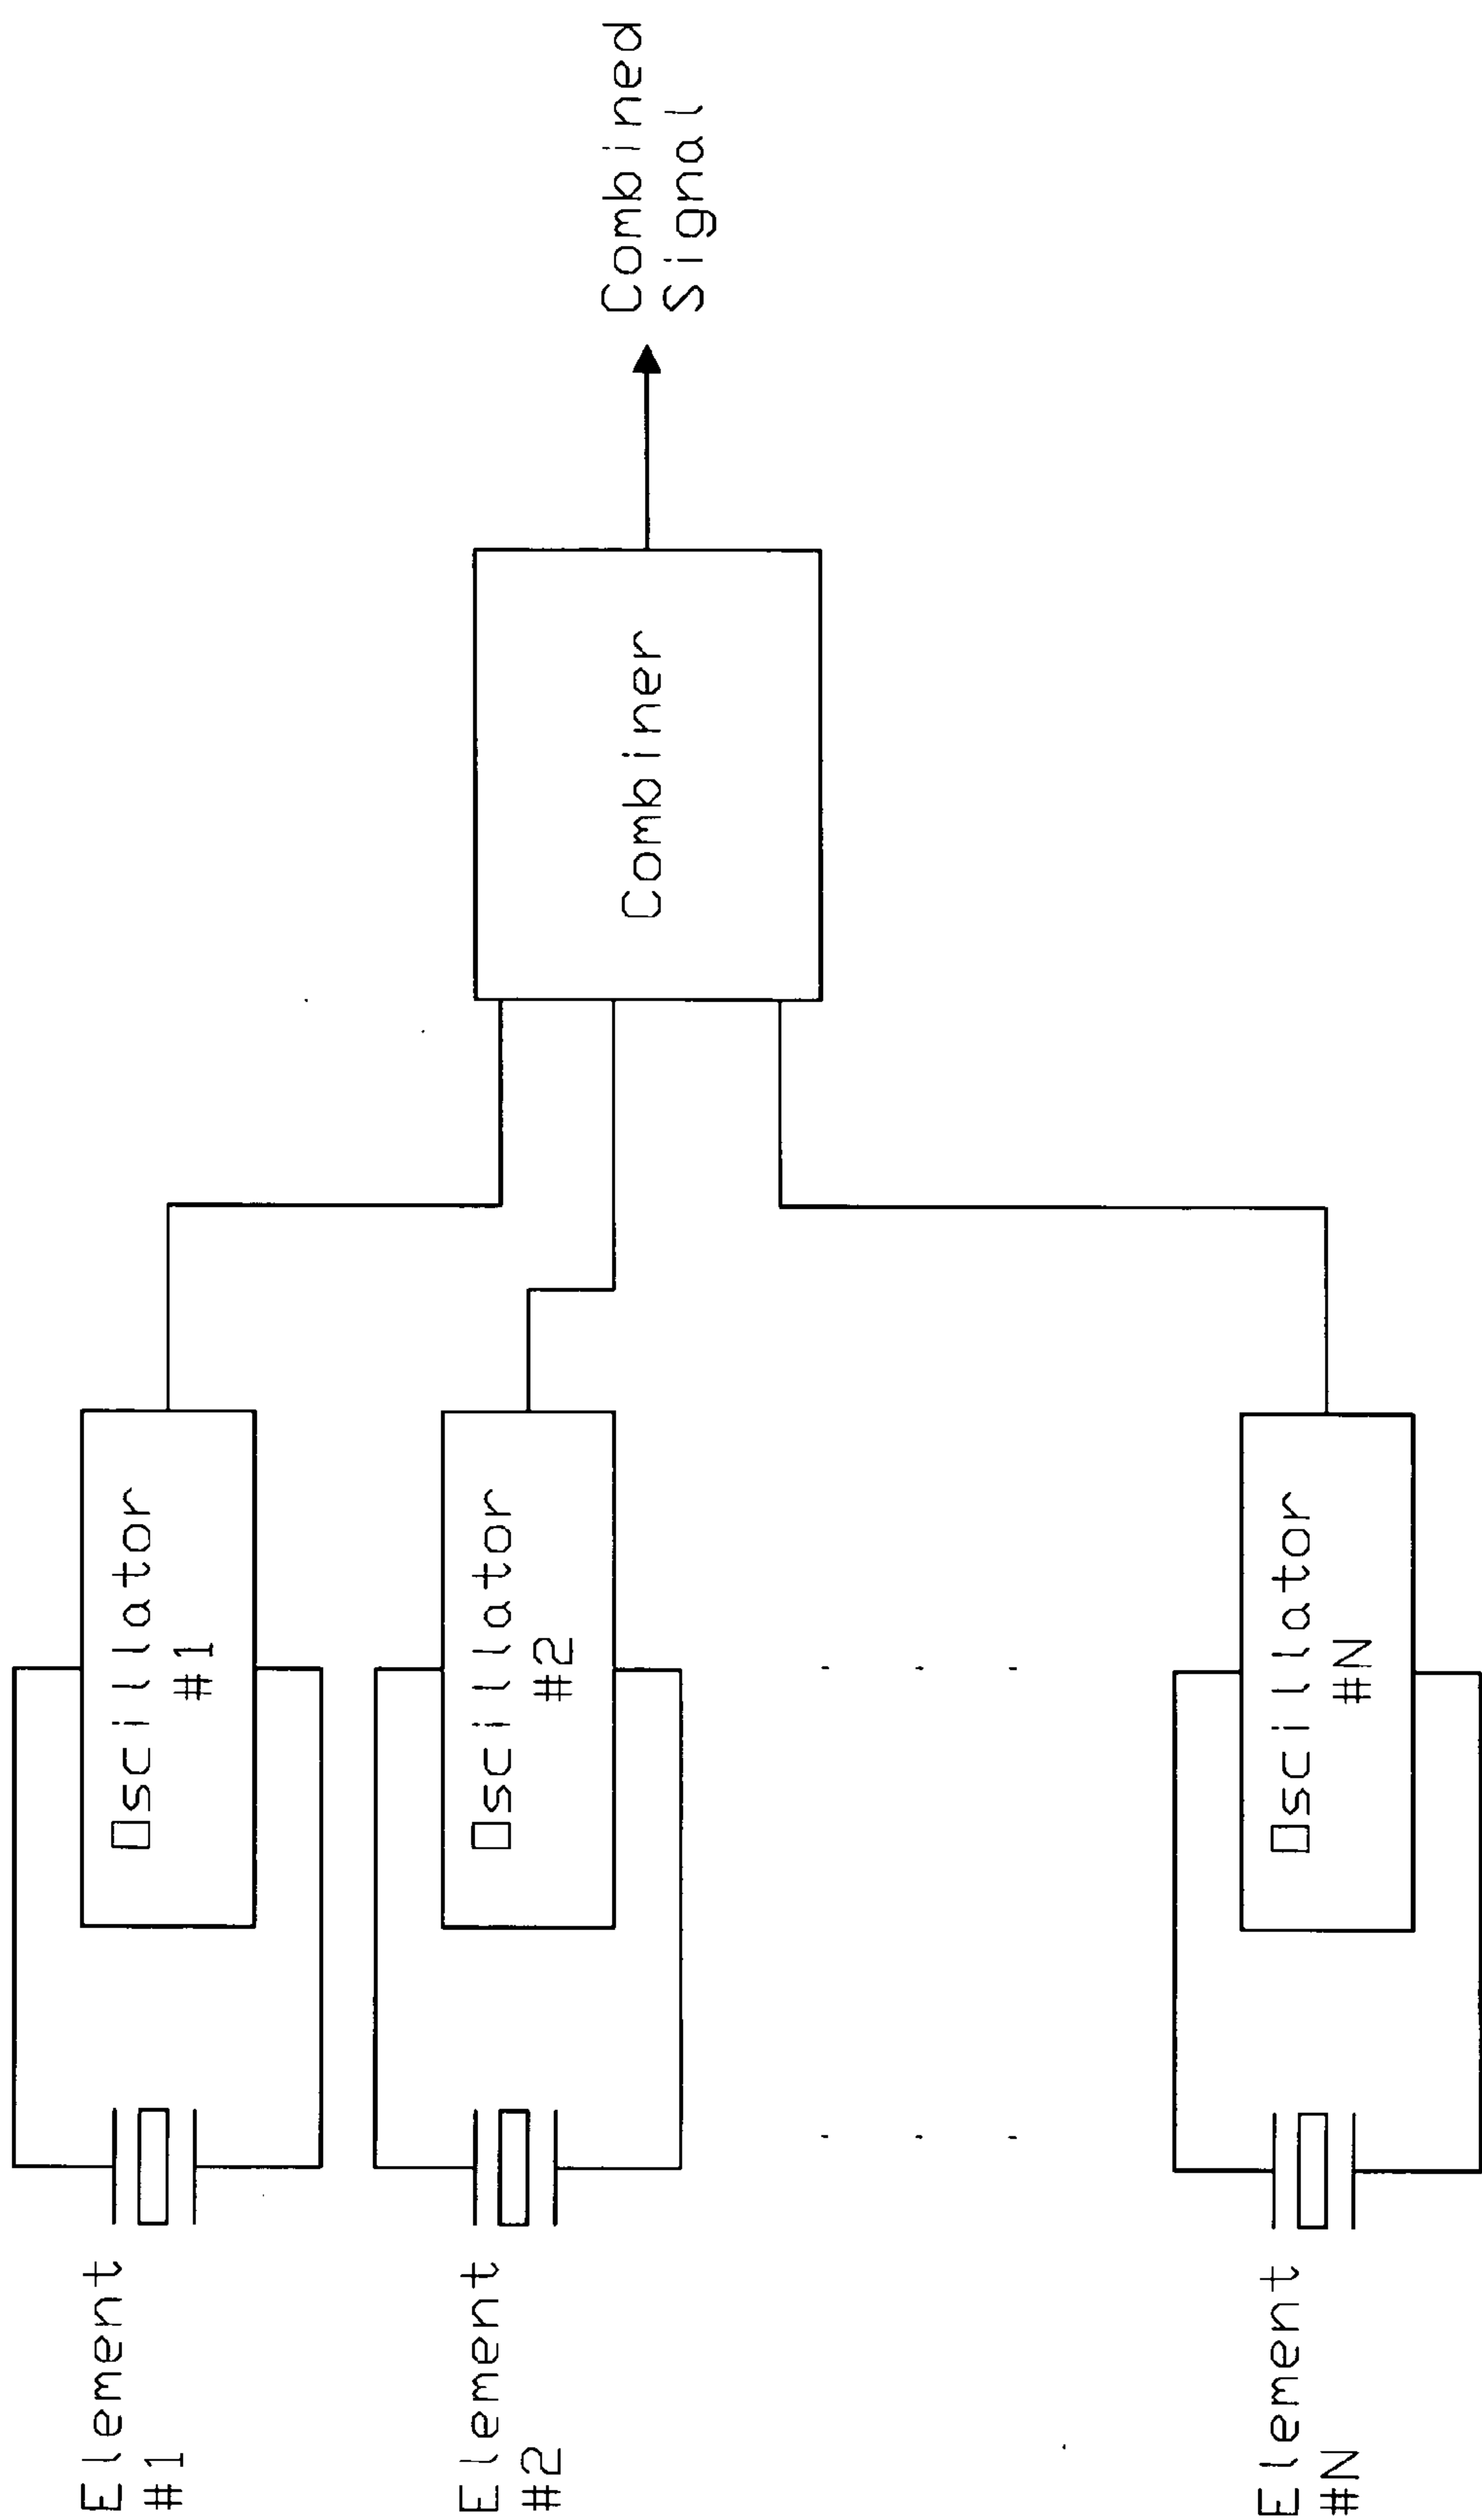 Element
#1
Oscillator
#1
Element
#2
Oscillator
#2
Combiner
Combined
Signal
Element
#N
Oscillator
#N